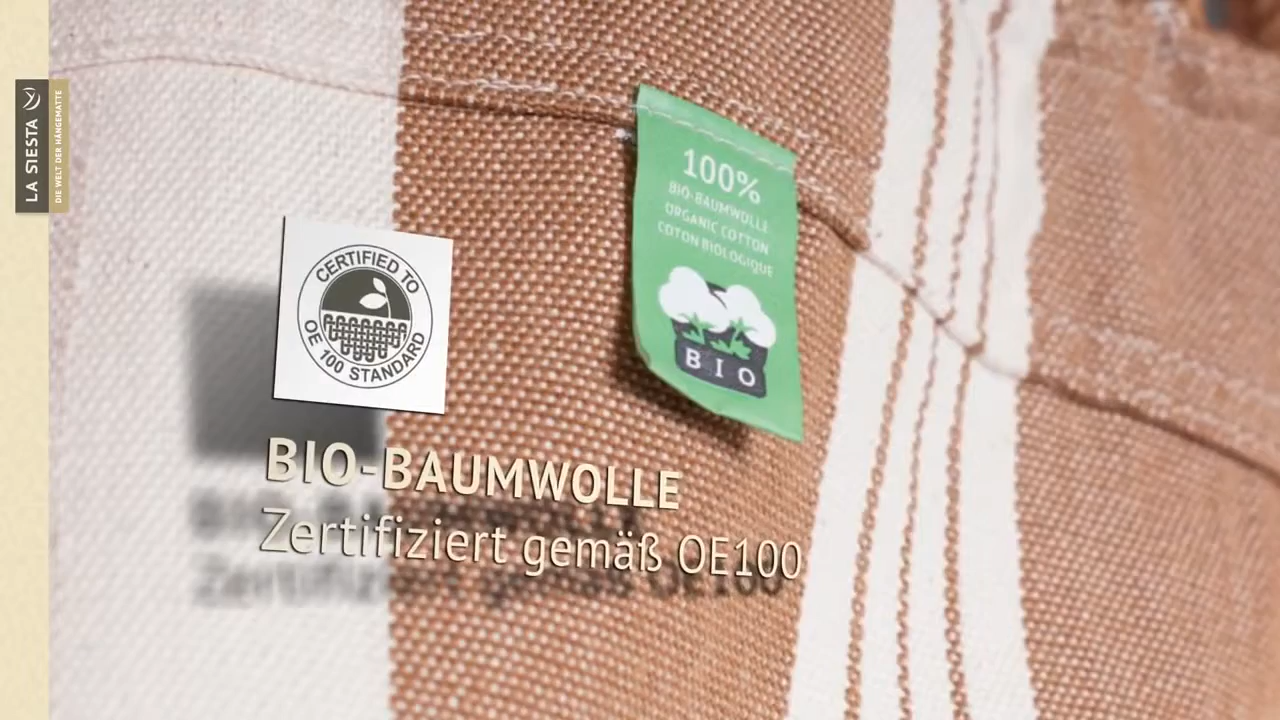 LA SIESTA
DIE WELT DER HÄNGEMATTE
CERTIFIED TO
OE 100 STANDARD
100%
BIO-BAUMWOLLE
ORGANIC COTTON
COTON BIOLOGIQUE
BIO
BIO-BAUMWOLLE
Zertifiziert gemäß OE100